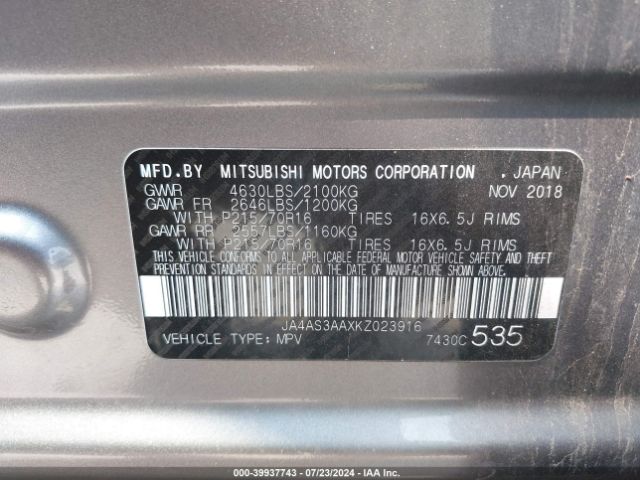 MFD.BY MITSUBISHI MOTORS CORPORATION . JAPAN
GVWR 4630LBS/2100KG NOV 2018
GAWR FR 2646LBS/1200KG
WITH P215/70R16 TIRES 16X6.5J RIMS
GAWR RR 2557LBS/1160KG
WITH P215/70R16 TIRES 16X6.5J RIMS
THIS VEHICLE CONFORMS TO ALL APPLICABLE FEDERAL MOTOR VEHICLE SAFETY AND THEFT
PREVENTION STANDARDS IN EFFECT ON THE DATE OF MANUFACTURE SHOWN ABOVE.
JA4AS3AAXKZ023916
VEHICLE TYPE: MPV 7430C 535
000-39937743 / 07/23/2024 - IAA Holdings, LLC.